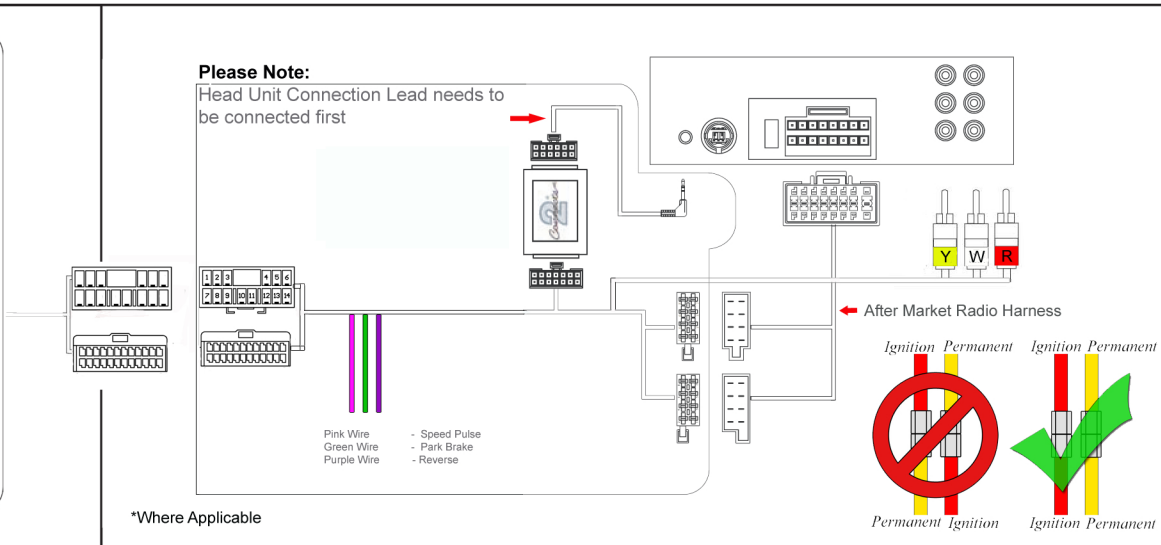 Please Note:
Head Unit Connection Lead needs to
be connected first
Connects 2
Y W R
1 2 3 4 5 6
7 8 9 10 11 12 13 14
After Market Radio Harness
Ignition Permanent Ignition Permanent
Pink Wire - Speed Pulse
Green Wire - Park Brake
Purple Wire - Reverse
Permanent Ignition Ignition Permanent
*Where Applicable